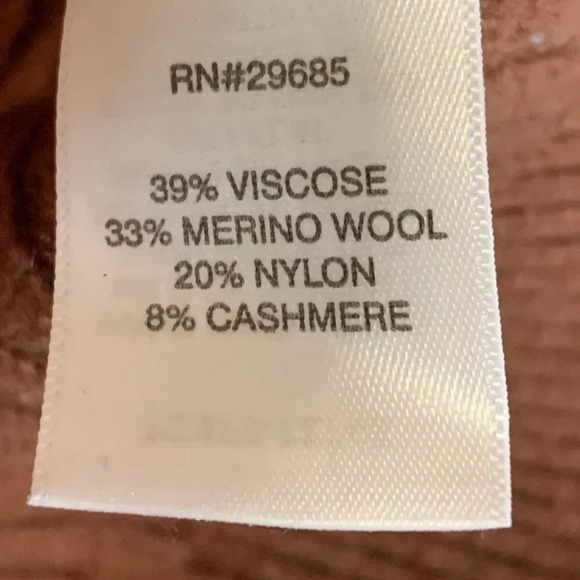 RN#29685
39% VISCOSE
33% MERINO WOOL
20% NYLON
8% CASHMERE